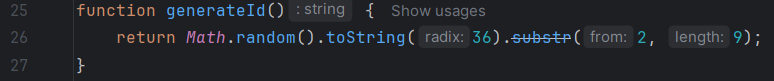 25 function generateId() : string { Show usages
26 return Math.random().toString( radix: 36).substr( from: 2, length: 9);
27 }